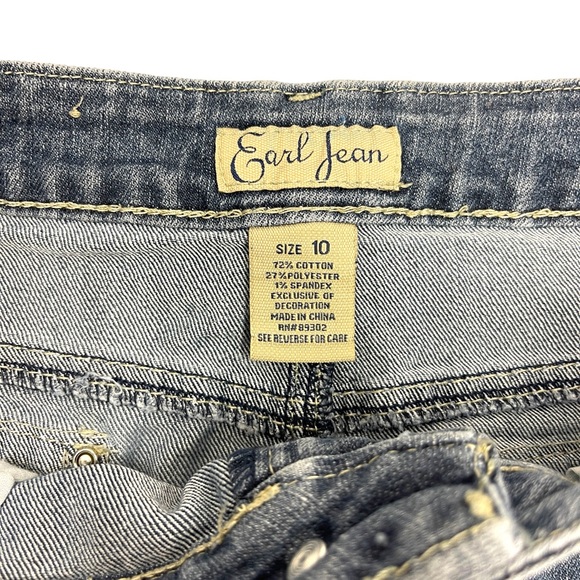 Earl Jean
SIZE 10
72% COTTON
27% POLYESTER
1% SPANDEX
EXCLUSIVE OF
DECORATION
MADE IN CHINA
RN# 89302
SEE REVERSE FOR CARE